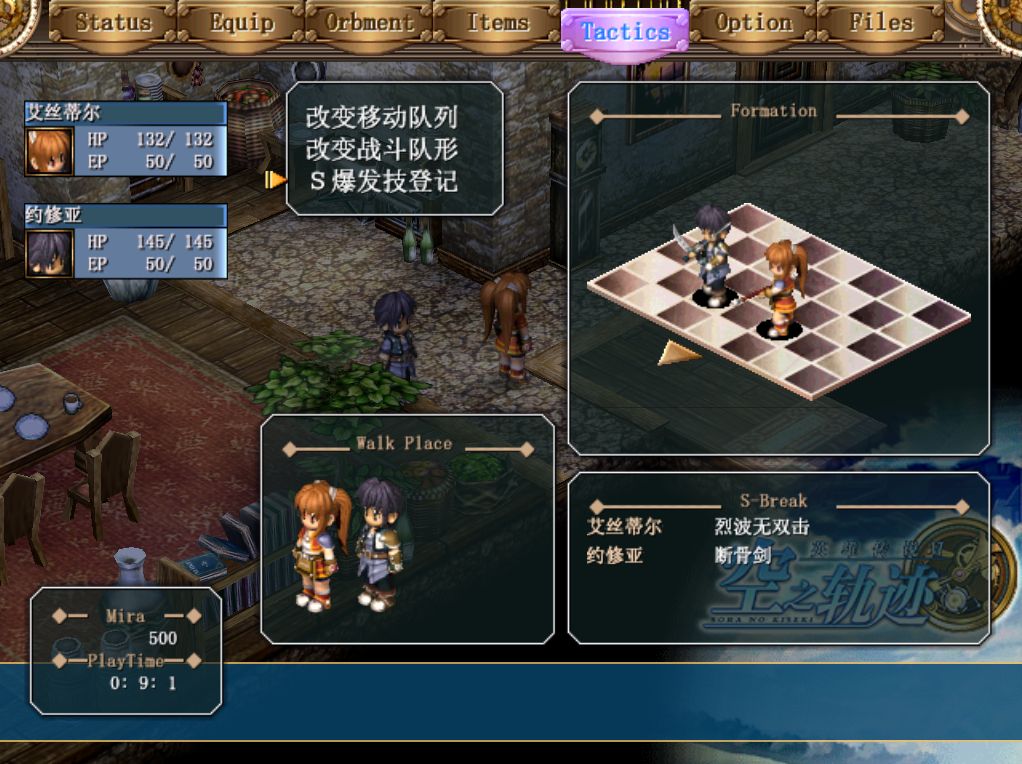 Status Equip Orbment Items Tactics Option Files
艾丝蒂尔
HP 132/ 132
EP 50/ 50
约修亚
HP 145/ 145
EP 50/ 50
改变移动队列
改变战斗队形
S爆发技登记
Formation
Walk Place
S-Break
艾丝蒂尔 烈波无双击
约修亚 断骨剑
空之轨迹
SORA NO KISEKI
Mira
500
PlayTime
0: 9: 1